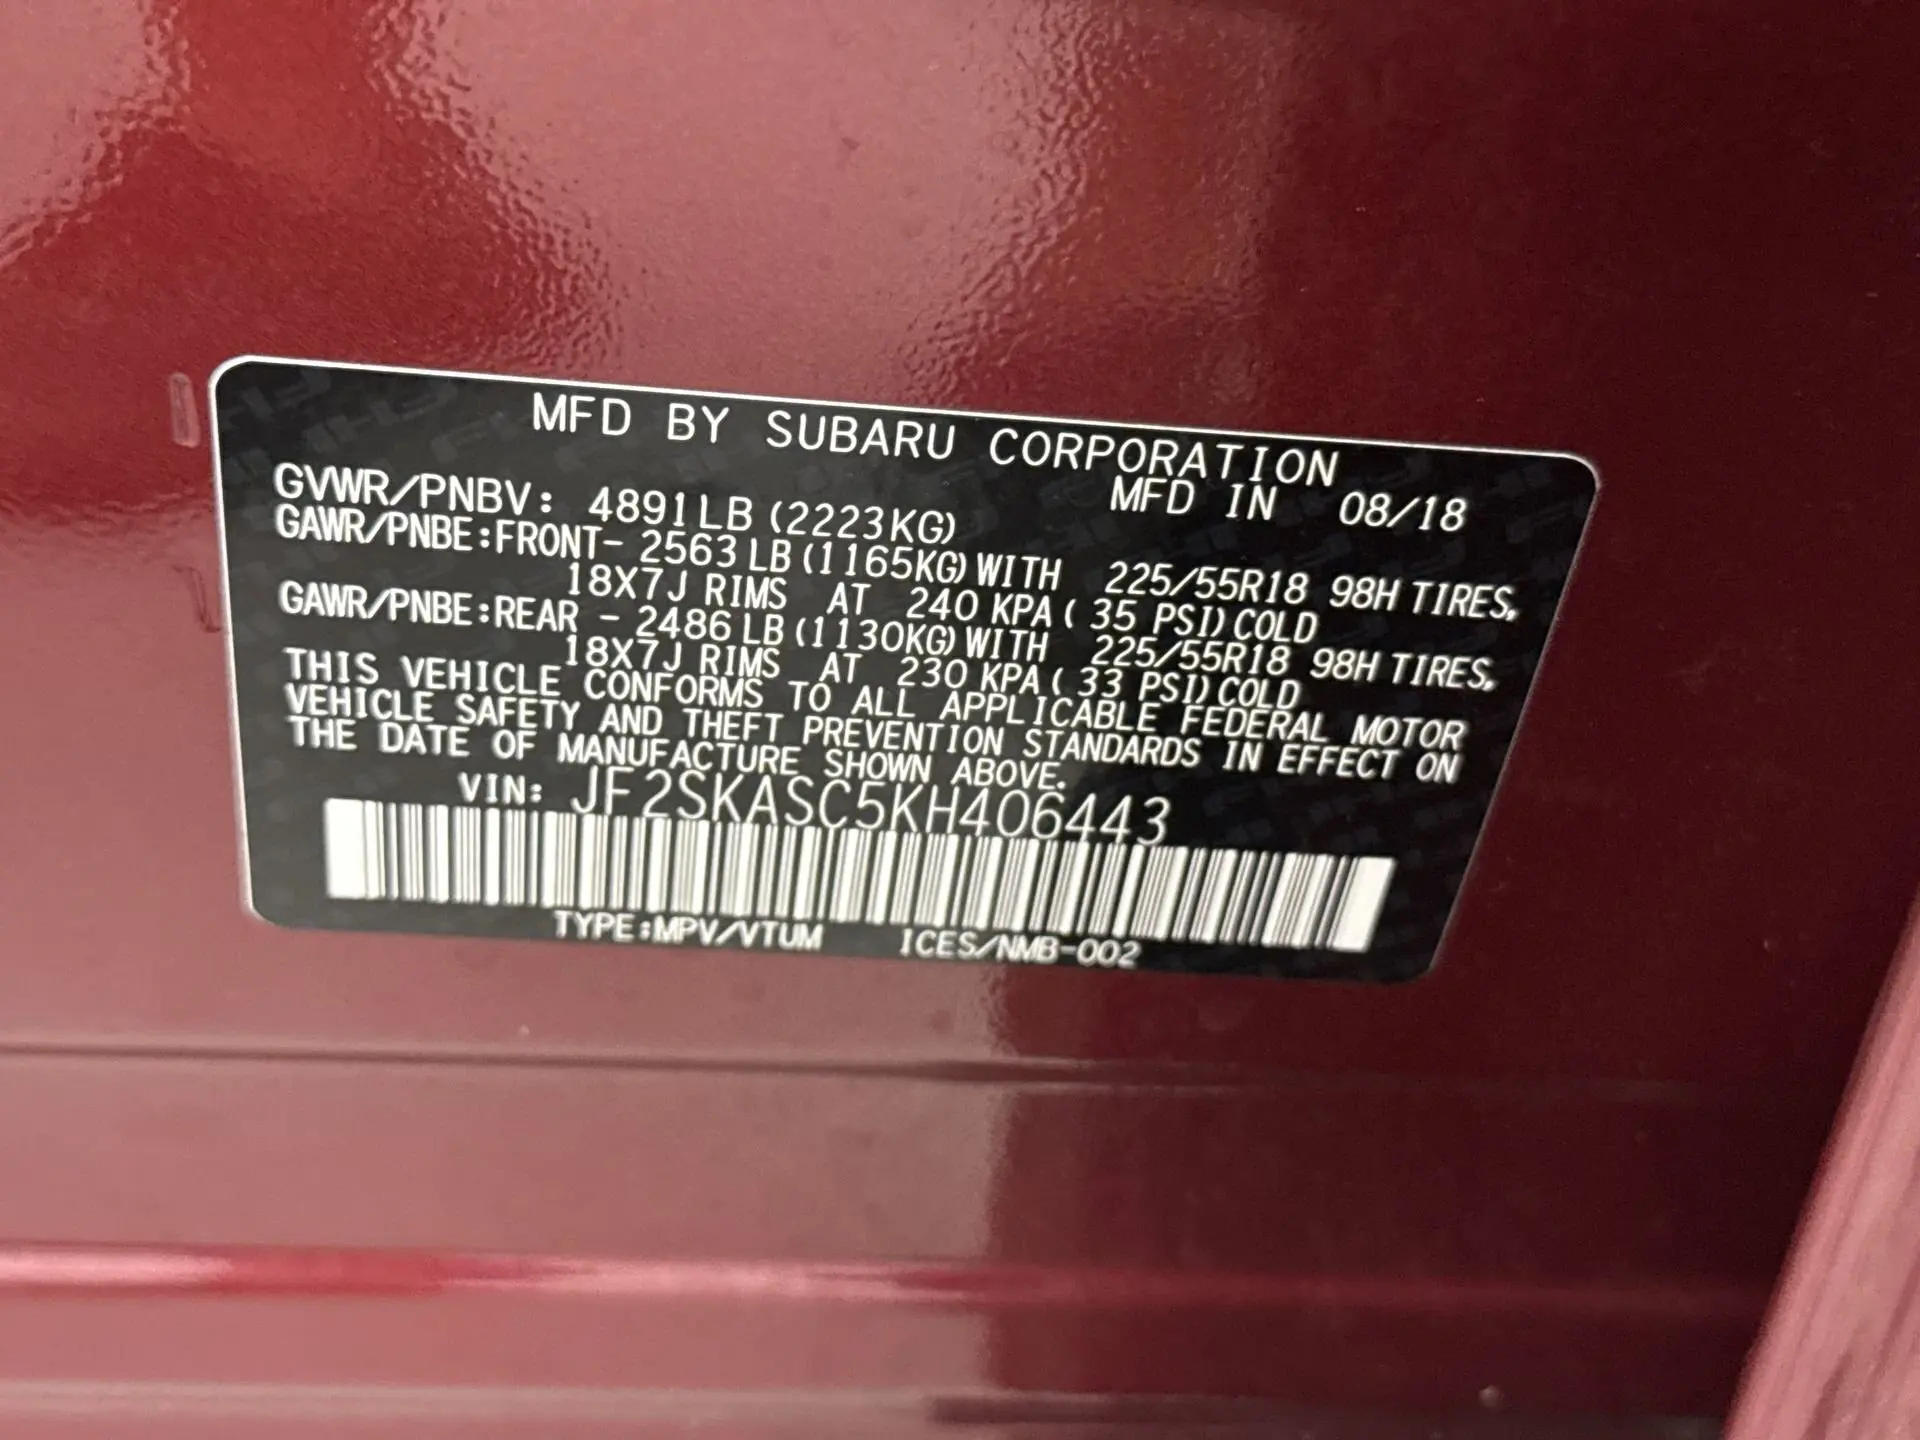 MFD BY SUBARU CORPORATION
MFD IN 08/18
GVWR/PNBV: 4891LB (2223KG)
GAWR/PNBE:FRONT- 2563 LB (1165KG) WITH 225/55R18 98H TIRES,
18X7J RIMS AT 240 KPA ( 35 PSI) COLD
GAWR/PNBE:REAR - 2486 LB (1130KG) WITH 225/55R18 98H TIRES,
18X7J RIMS AT 230 KPA ( 33 PSI) COLD
THIS VEHICLE CONFORMS TO ALL APPLICABLE FEDERAL MOTOR
VEHICLE SAFETY AND THEFT PREVENTION STANDARDS IN EFFECT ON
THE DATE OF MANUFACTURE SHOWN ABOVE.
VIN: JF2SKASC5KH406443
TYPE:MPV/VTUM ICES/NMB-002